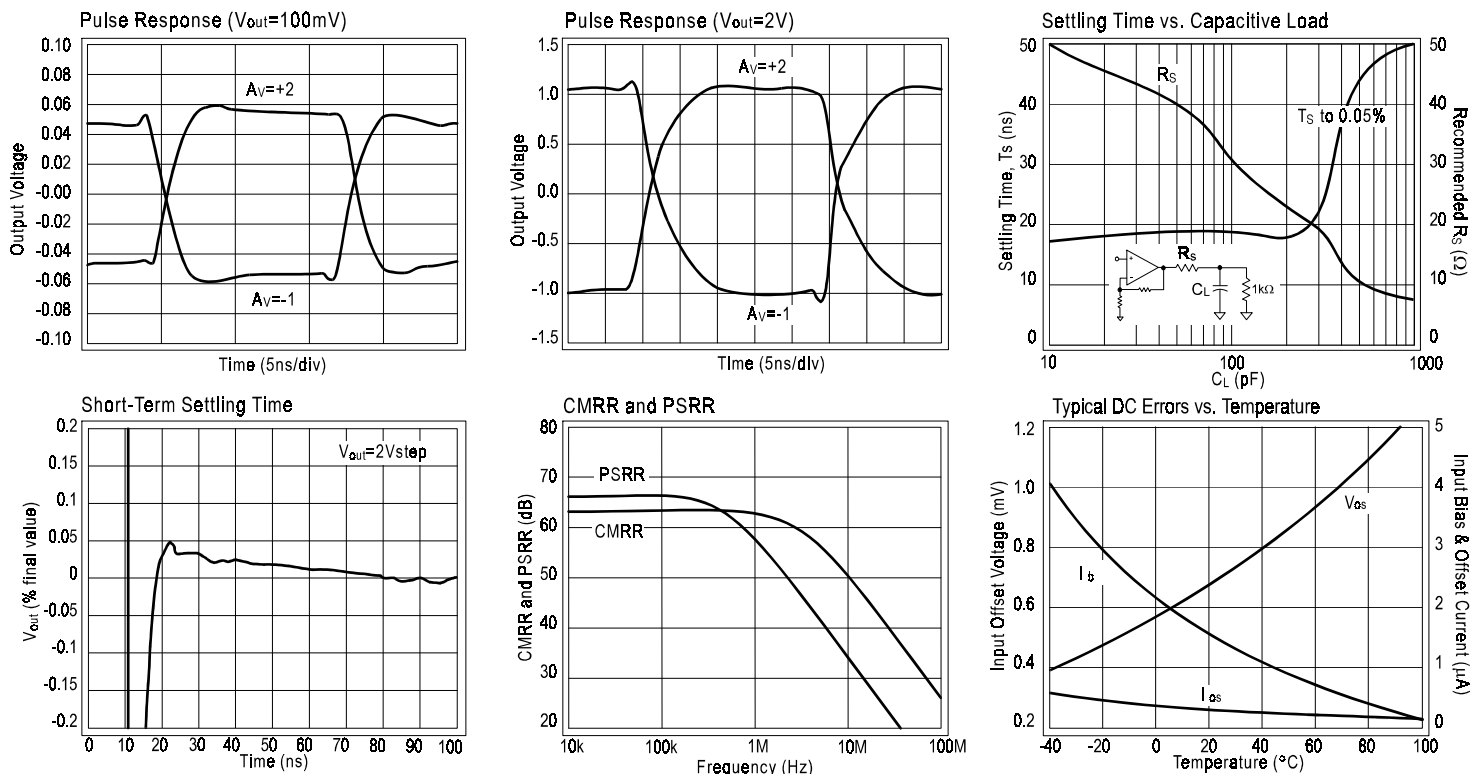 Pulse Response (Vout=100mV)
0.10
0.08
0.06
0.04
0.02
-0.00
-0.02
-0.04
-0.06
-0.08
-0.10
Output Voltage
AV=+2
AV=-1
Time (5ns/div)
Pulse Response (Vout=2V)
1.5
1.0
0.5
0.0
-0.5
-1.0
-1.5
Output Voltage
AV=+2
AV=-1
TIme (5ns/dlv)
Settling Time vs. Capacitive Load
50
40
30
20
10
0
Settling Time, Ts (ns)
RS
TS to 0.05%
Rs
CL
1kΩ
+
-
50
40
30
20
10
0
Recommended RS (Ω)
10 100 1000
CL (pF)
Short-Term Settling Time
0.2
0.15
0.1
0.05
0
-0.05
-0.1
-0.15
-0.2
Vout (% final value)
Vout=2Vstep
0 10 20 30 40 50 60 70 80 90 100
Time (ns)
CMRR and PSRR
80
70
60
50
40
30
20
CMRR and PSRR (dB)
PSRR
CMRR
10k 100k 1M 10M 100M
Frequency (Hz)
Typical DC Errors vs. Temperature
1.2
1.0
0.8
0.6
0.4
0.2
Input Offset Voltage (mV)
Vos
Ib
Ios
5
4
3
2
1
0
Input Bias & Offset Current (μA)
-40 -20 0 20 40 60 80 100
Temperature (°C)